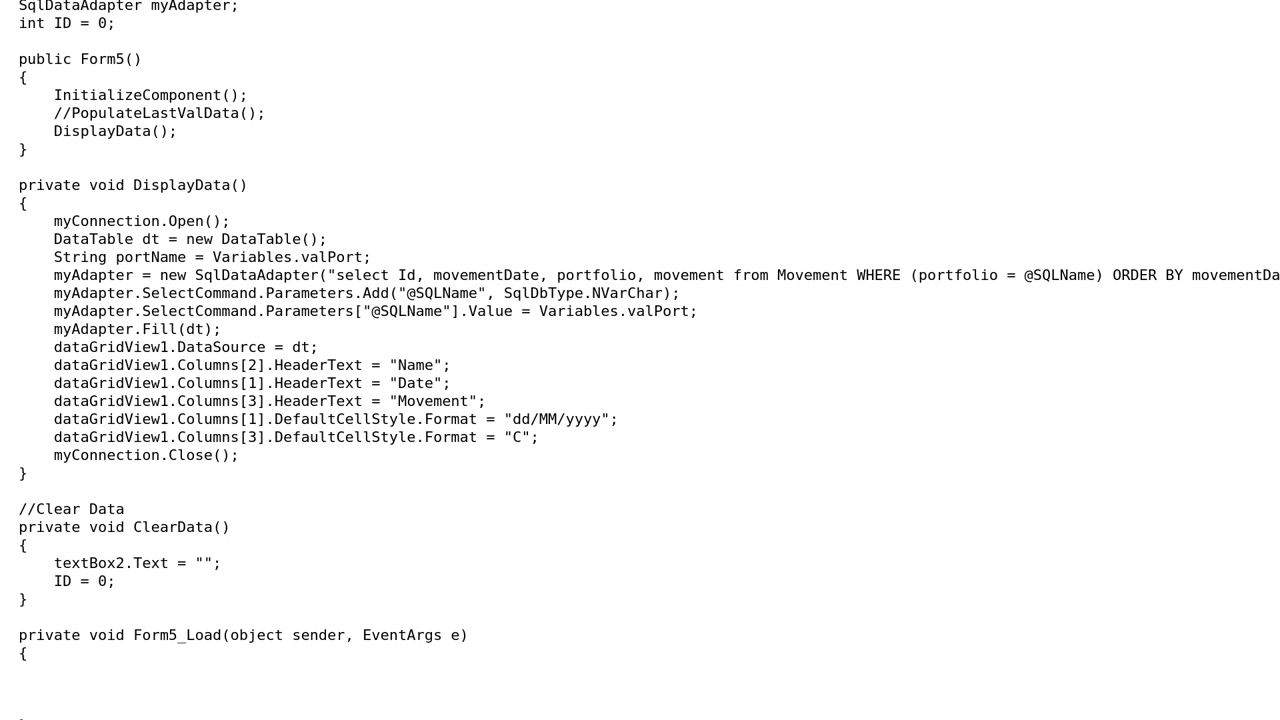 SqlDataAdapter myAdapter;
int ID = 0;
public Form5()
{
InitializeComponent();
//PopulateLastValData();
DisplayData();
}
private void DisplayData()
{
myConnection.Open();
DataTable dt = new DataTable();
String portName = Variables.valPort;
myAdapter = new SqlDataAdapter("select Id, movementDate, portfolio, movement from Movement WHERE (portfolio = @SQLName) ORDER BY movementDa
myAdapter.SelectCommand.Parameters.Add("@SQLName", SqlDbType.NVarChar);
myAdapter.SelectCommand.Parameters["@SQLName"].Value = Variables.valPort;
myAdapter.Fill(dt);
dataGridView1.DataSource = dt;
dataGridView1.Columns[2].HeaderText = "Name";
dataGridView1.Columns[1].HeaderText = "Date";
dataGridView1.Columns[3].HeaderText = "Movement";
dataGridView1.Columns[1].DefaultCellStyle.Format = "dd/MM/yyyy";
dataGridView1.Columns[3].DefaultCellStyle.Format = "C";
myConnection.Close();
}
//Clear Data
private void ClearData()
{
textBox2.Text = "";
ID = 0;
}
private void Form5_Load(object sender, EventArgs e)
{